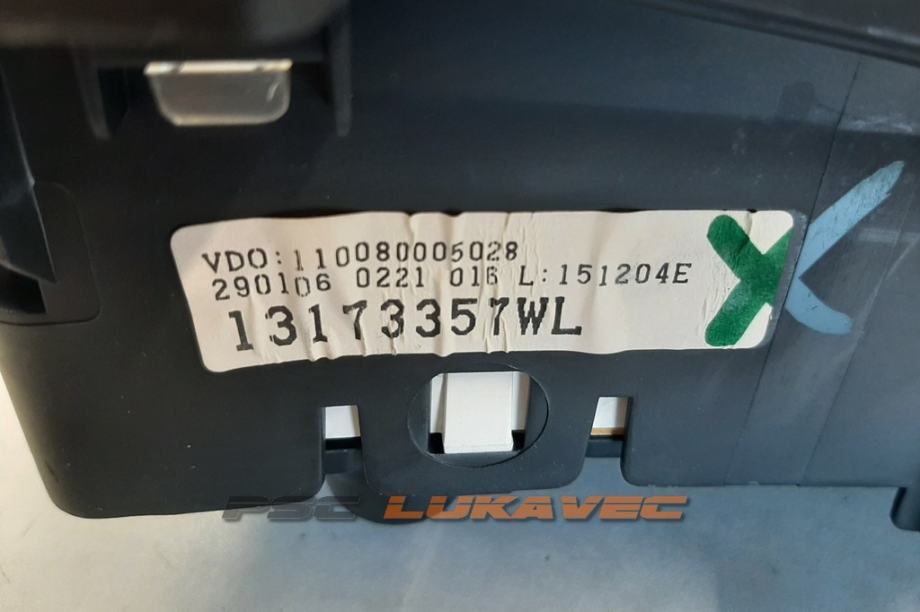 VDO:110080005028
290106 0221 016 L:151204E
13173357WL
PSC LUKAVEC